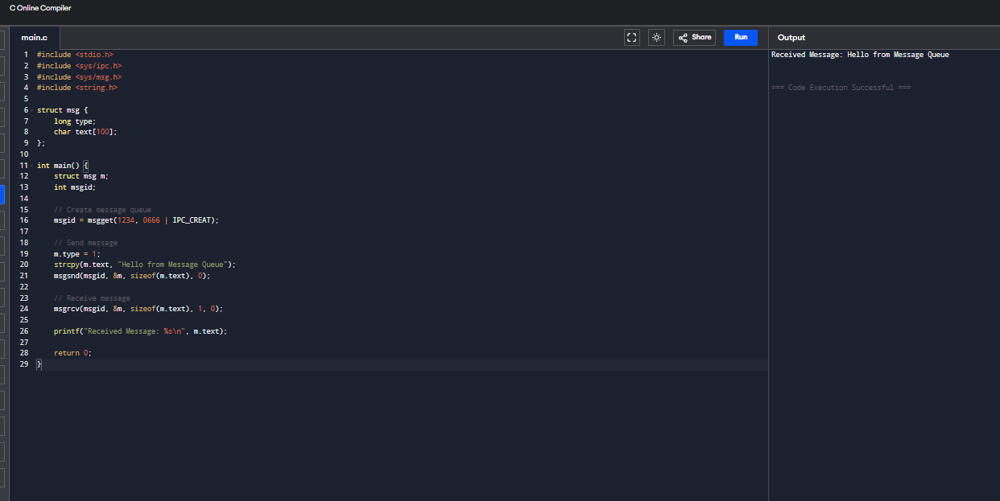 C Online Compiler
main.c
Share
Run
Output
1 #include <stdio.h>
2 #include <sys/ipc.h>
3 #include <sys/msg.h>
4 #include <string.h>
5
6 struct msg {
7     long type;
8     char text[100];
9 };
10
11 int main() {
12     struct msg m;
13     int msgid;
14
15     // Create message queue
16     msgid = msgget(1234, 0666 | IPC_CREAT);
17
18     // Send message
19     m.type = 1;
20     strcpy(m.text, "Hello from Message Queue");
21     msgsnd(msgid, &m, sizeof(m.text), 0);
22
23     // Receive message
24     msgrcv(msgid, &m, sizeof(m.text), 1, 0);
25
26     printf("Received Message: %s\n", m.text);
27
28     return 0;
29 }
Received Message: Hello from Message Queue
=== Code Execution Successful ===